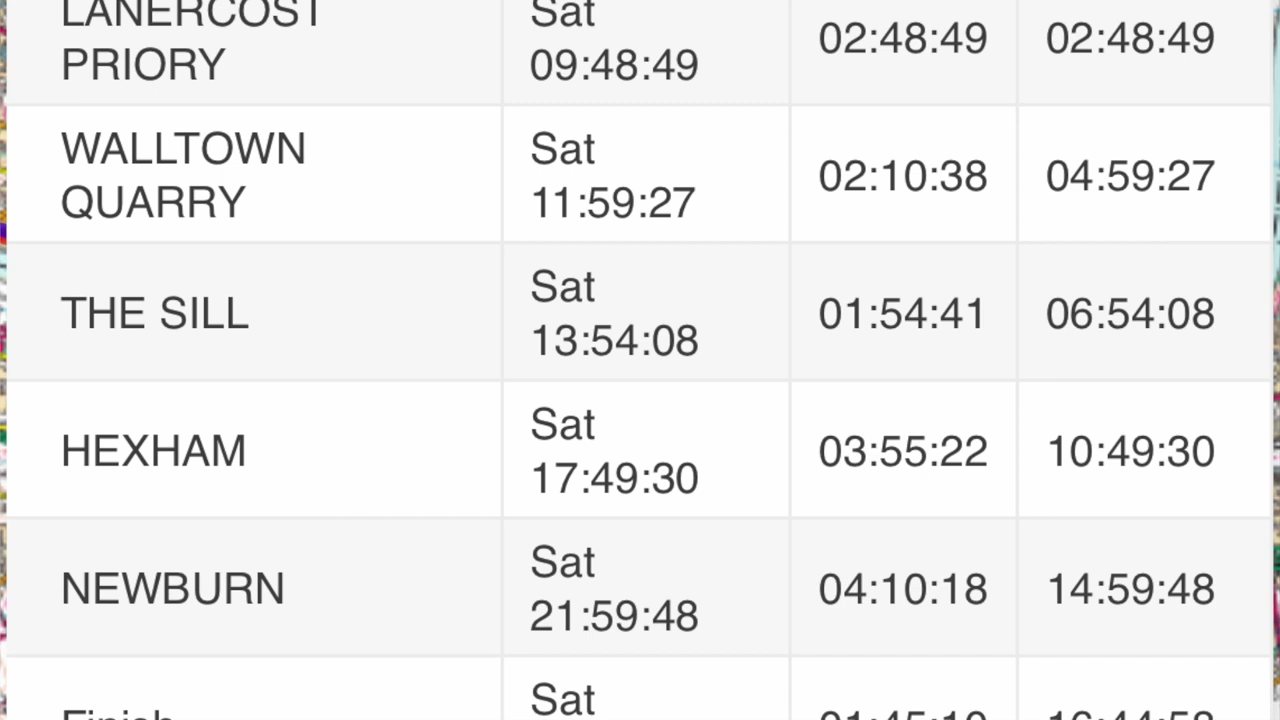 LANERCOST
PRIORY
Sat
09:48:49
02:48:49
02:48:49
WALLTOWN
QUARRY
Sat
11:59:27
02:10:38
04:59:27
THE SILL
Sat
13:54:08
01:54:41
06:54:08
HEXHAM
Sat
17:49:30
03:55:22
10:49:30
NEWBURN
Sat
21:59:48
04:10:18
14:59:48
Finish
Sat